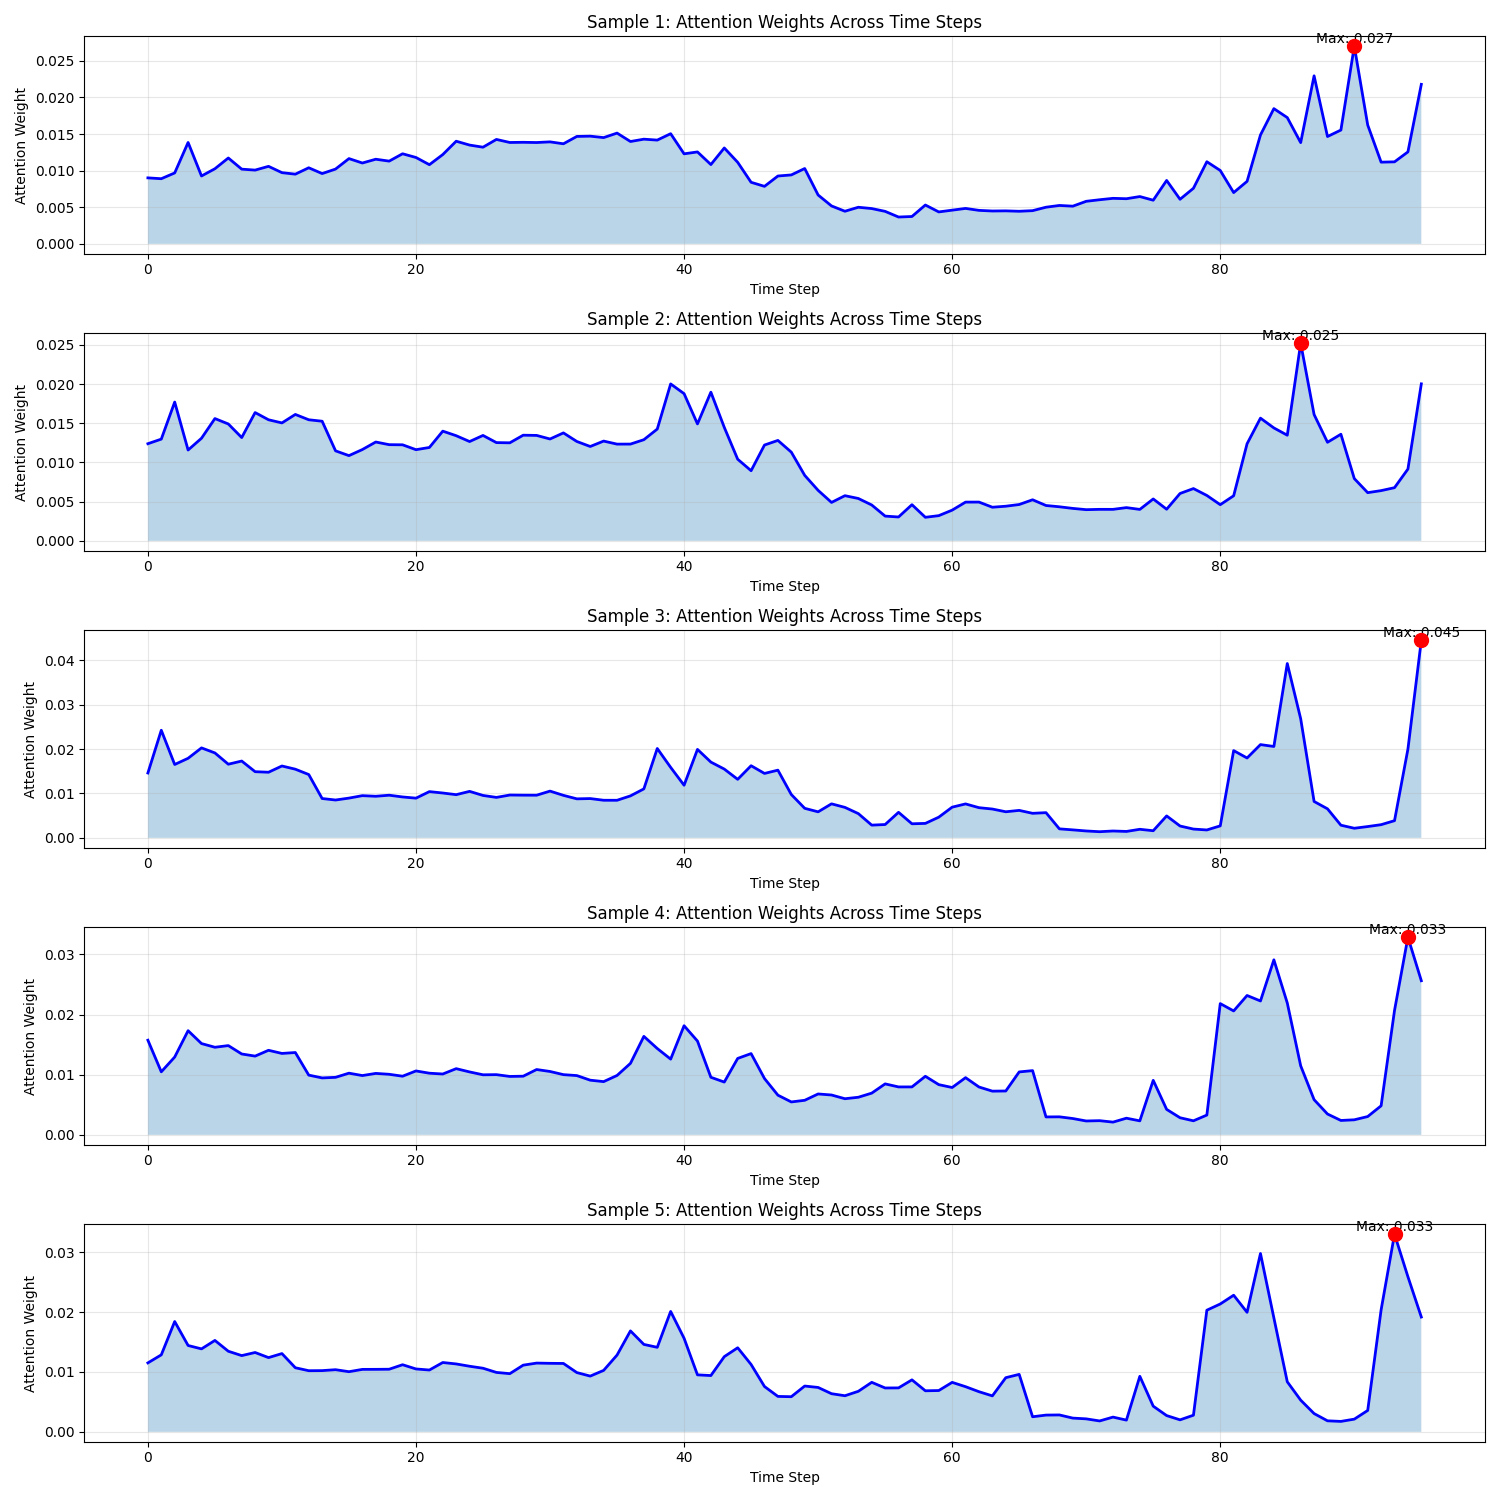 Sample 1: Attention Weights Across Time Steps
Max: 0.027
Attention Weight
0.025
0.020
0.015
0.010
0.005
0.000
0 20 40 60 80
Time Step
Sample 2: Attention Weights Across Time Steps
Max: 0.025
Attention Weight
0.025
0.020
0.015
0.010
0.005
0.000
0 20 40 60 80
Time Step
Sample 3: Attention Weights Across Time Steps
Max: 0.045
Attention Weight
0.04
0.03
0.02
0.01
0.00
0 20 40 60 80
Time Step
Sample 4: Attention Weights Across Time Steps
Max: 0.033
Attention Weight
0.03
0.02
0.01
0.00
0 20 40 60 80
Time Step
Sample 5: Attention Weights Across Time Steps
Max: 0.033
Attention Weight
0.03
0.02
0.01
0.00
0 20 40 60 80
Time Step